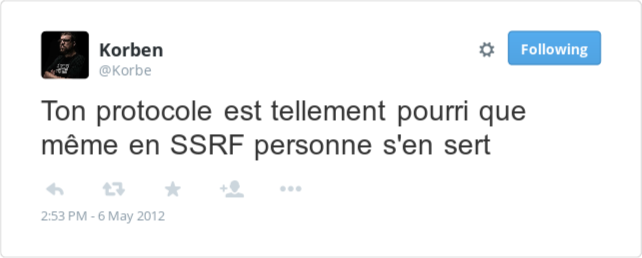 Korben
@Korbe
Following
Ton protocole est tellement pourri que
même en SSRF personne s'en sert
2:53 PM - 6 May 2012